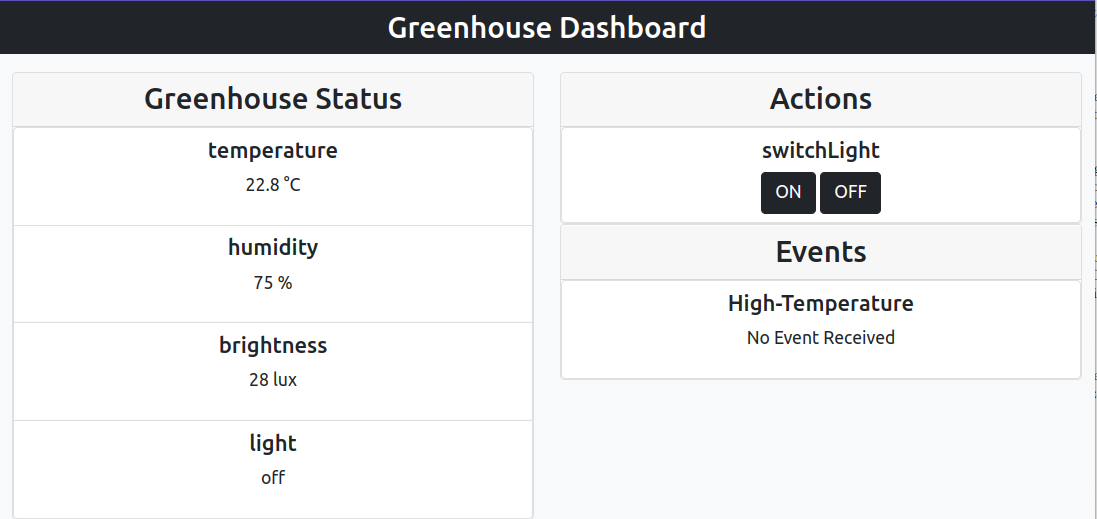 Greenhouse Dashboard
Greenhouse Status
temperature
22.8 °C
humidity
75 %
brightness
28 lux
light
off
Actions
switchLight
ON OFF
Events
High-Temperature
No Event Received